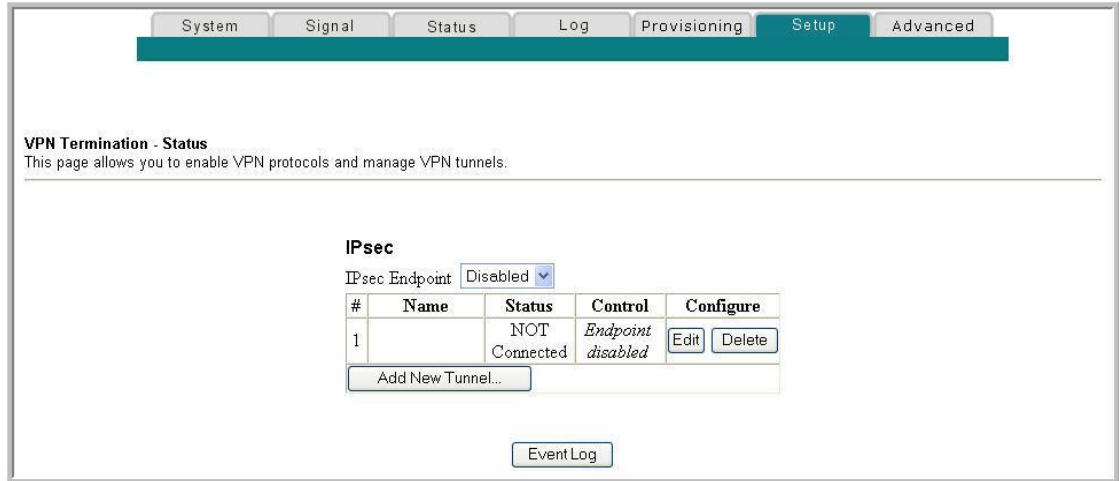 System Signal Status Log Provisioning Setup Advanced
VPN Termination - Status
This page allows you to enable VPN protocols and manage VPN tunnels.
IPsec
IPsec Endpoint Disabled
# Name Status Control Configure
1 NOT Connected Endpoint disabled Edit Delete
Add New Tunnel...
Event Log